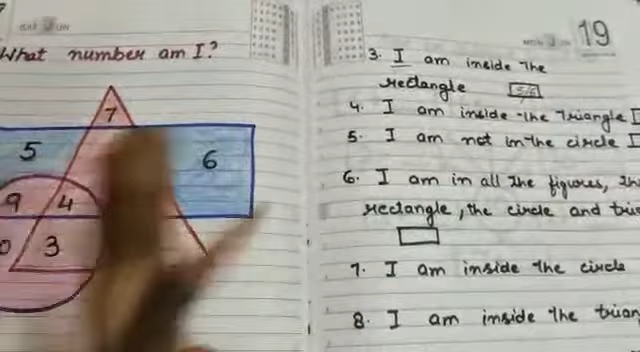 What number am I?
7
5
6
9 4
3
19
3. I am inside the
rectangle 5,6
4. I am inside the triangle
5. I am not in the circle
6. I am in all the figures, the
rectangle, the circle and
7. I am inside the circle
8. I am inside the